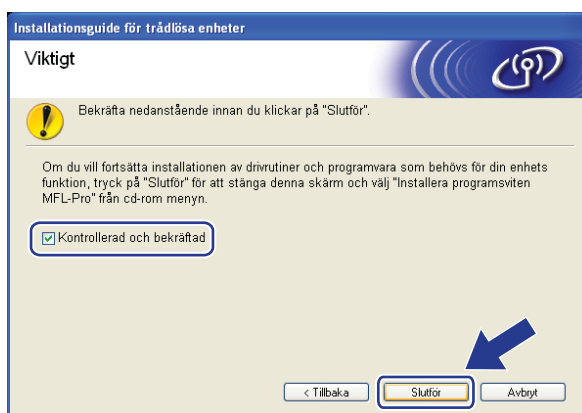 Installationsguide för trådlösa enheter
Viktigt
Bekräfta nedanstående innan du klickar på "Slutför".
Om du vill fortsätta installationen av drivrutiner och programvara som behövs för din enhets
funktion, tryck på "Slutför" för att stänga denna skärm och välj "Installera programsviten
MFL-Pro" från cd-rom menyn.
Kontrollerad och bekräftad
< Tillbaka
Slutför
Avbryt